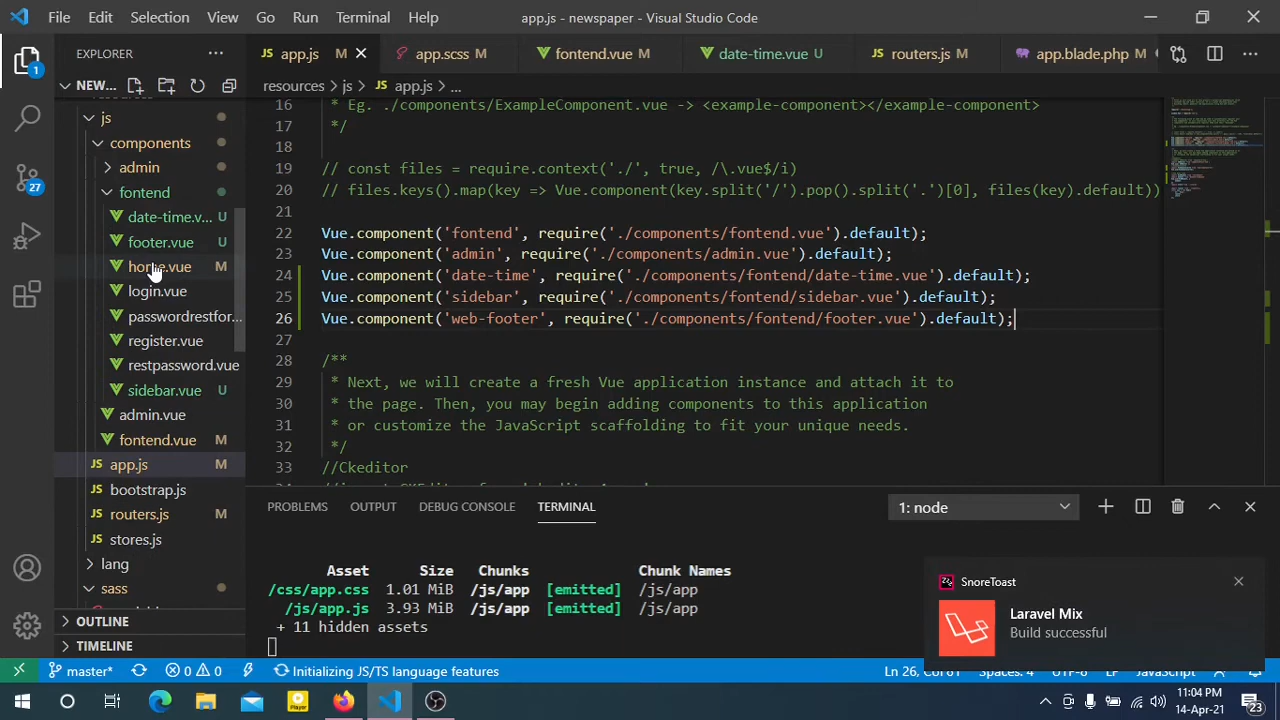 File Edit Selection View Go Run Terminal Help
app.js - newspaper - Visual Studio Code
EXPLORER
app.js M
app.scss M
fontend.vue M
date-time.vue U
routers.js M
app.blade.php M
NEW...
resources > js > app.js > ...
js
components
admin
fontend
date-time.v... U
footer.vue U
home.vue M
login.vue
passwordrestfor...
register.vue
restpassword.vue
sidebar.vue U
admin.vue
fontend.vue M
app.js M
bootstrap.js
routers.js M
stores.js
lang
sass
OUTLINE
TIMELINE
1
27
16 * Eg. ./components/ExampleComponent.vue -> <example-component></example-component>
17 */
18
19 // const files = require.context('./', true, /\.vue$/i)
20 // files.keys().map(key => Vue.component(key.split('/').pop().split('.')[0], files(key).default))
21
22 Vue.component('fontend', require('./components/fontend.vue').default);
23 Vue.component('admin', require('./components/admin.vue').default);
24 Vue.component('date-time', require('./components/fontend/date-time.vue').default);
25 Vue.component('sidebar', require('./components/fontend/sidebar.vue').default);
26 Vue.component('web-footer', require('./components/fontend/footer.vue').default);
27
28 /**
29 * Next, we will create a fresh Vue application instance and attach it to
30 * the page. Then, you may begin adding components to this application
31 * or customize the JavaScript scaffolding to fit your unique needs.
32 */
33 //Ckeditor
PROBLEMS OUTPUT DEBUG CONSOLE TERMINAL
1: node
Asset Size Chunks Chunk Names
/css/app.css 1.01 MiB /js/app [emitted] /js/app
/js/app.js 3.93 MiB /js/app [emitted] /js/app
+ 11 hidden assets
SnoreToast
Laravel Mix
Build successful
master* 0 0 Initializing JS/TS language features
11:04 PM
14-Apr-21
23